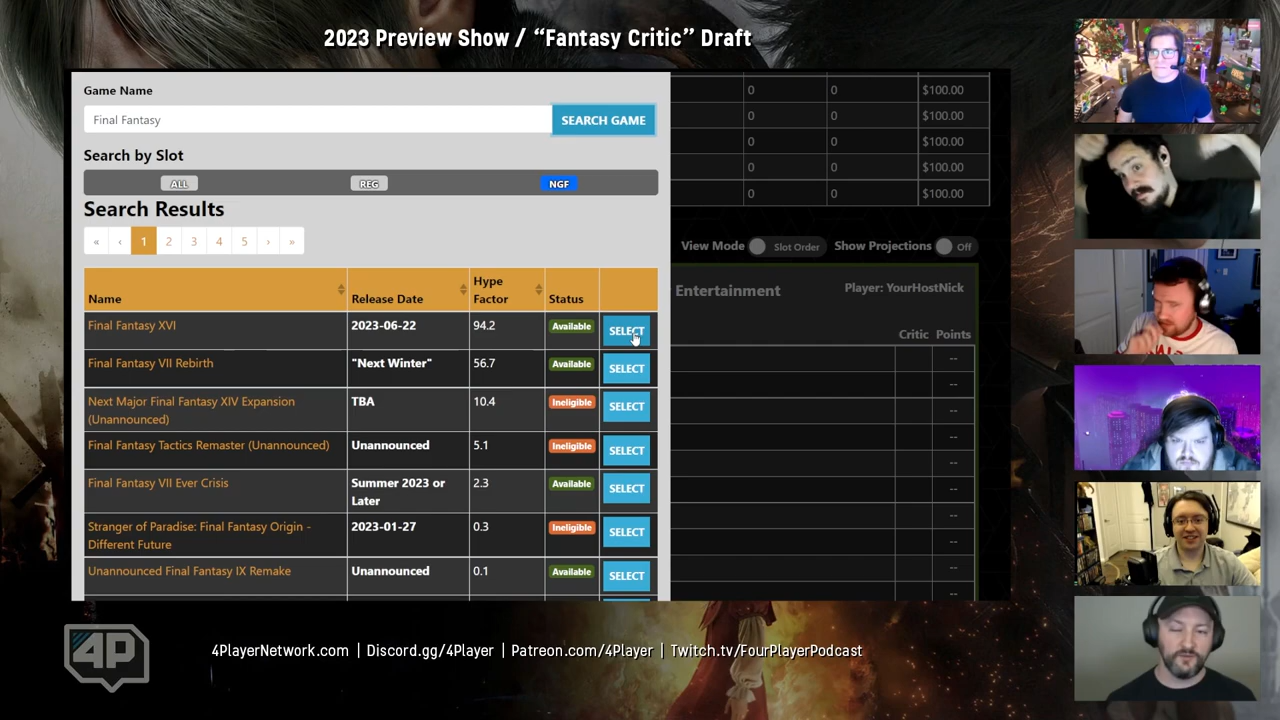 2023 Preview Show / “Fantasy Critic” Draft
Game Name
Final Fantasy
SEARCH GAME
Search by Slot
ALL
REG
NGF
Search Results
« ‹ 1 2 3 4 5 › »
Name Release Date Hype Factor Status
Final Fantasy XVI 2023-06-22 94.2 Available SELECT
Final Fantasy VII Rebirth "Next Winter" 56.7 Available SELECT
Next Major Final Fantasy XIV Expansion TBA 10.4 Ineligible SELECT
(Unannounced)
Final Fantasy Tactics Remaster (Unannounced) Unannounced 5.1 Ineligible SELECT
Final Fantasy VII Ever Crisis Summer 2023 or 2.3 Available SELECT
Later
Stranger of Paradise: Final Fantasy Origin - 2023-01-27 0.3 Ineligible SELECT
Different Future
Unannounced Final Fantasy IX Remake Unannounced 0.1 Available SELECT
0 0 $100.00
0 0 $100.00
0 0 $100.00
0 0 $100.00
0 0 $100.00
View Mode Slot Order Show Projections Off
Entertainment Player: YourHostNick
Critic Points
--
--
--
--
--
--
--
--
--
4P
4PlayerNetwork.com | Discord.gg/4Player | Patreon.com/4Player | Twitch.tv/FourPlayerPodcast